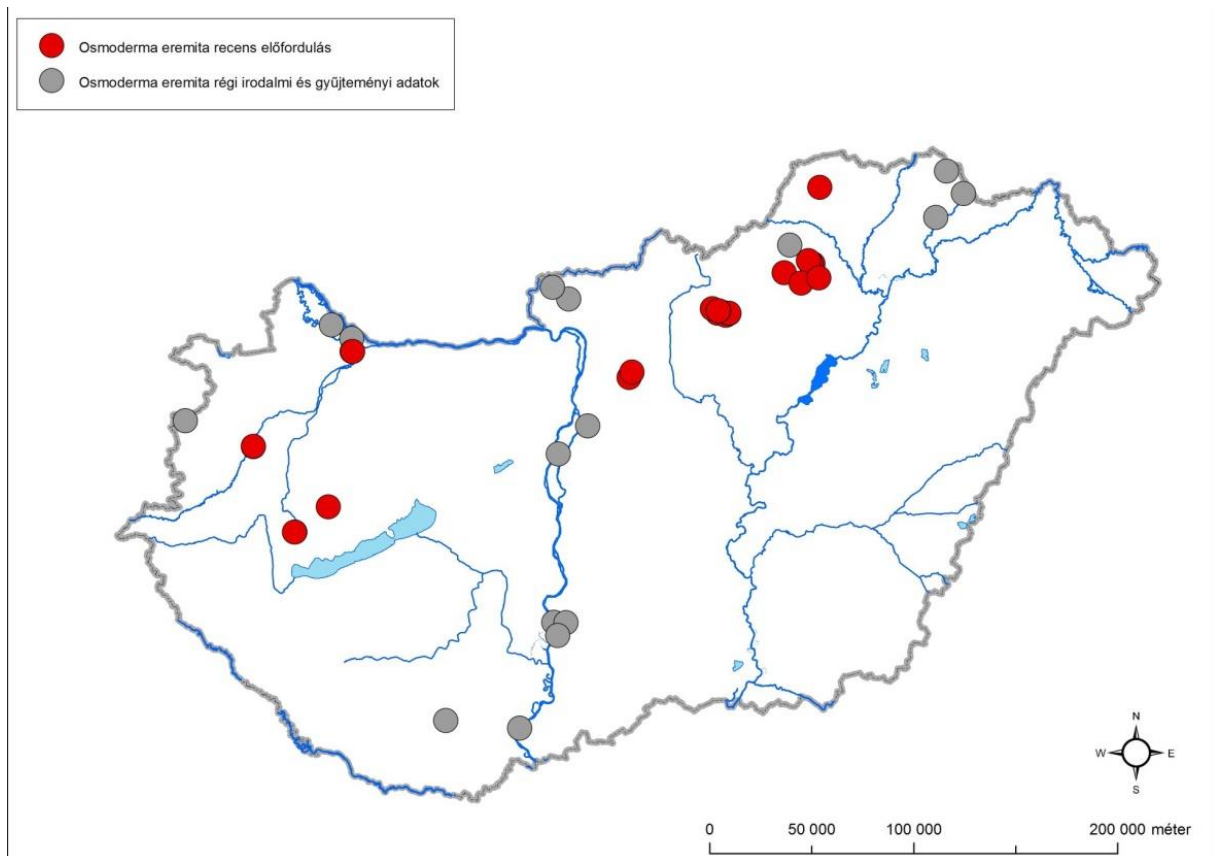 Osmoderma eremita recens előfordulás
Osmoderma eremita régi irodalmi és gyűjteményi adatok
N
W E
S
0 50 000 100 000 200 000 méter